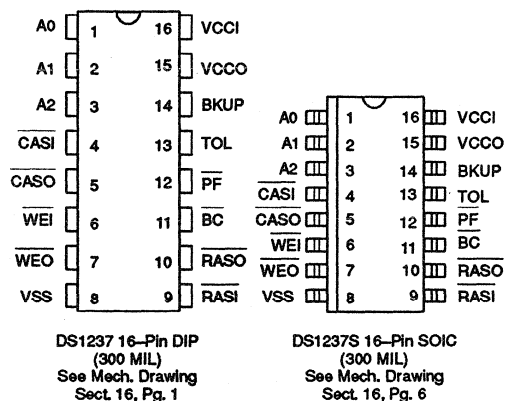 A0 1 16 VCCI
A1 2 15 VCCO
A2 3 14 BKUP
CASI 4 13 TOL
CASO 5 12 PF
WEI 6 11 BC
WEO 7 10 RASO
VSS 8 9 RASI
DS1237 16–Pin DIP
(300 MIL)
See Mech. Drawing
Sect. 16, Pg. 1
A0 1 16 VCCI
A1 2 15 VCCO
A2 3 14 BKUP
CASI 4 13 TOL
CASO 5 12 PF
WEI 6 11 BC
WEO 7 10 RASO
VSS 8 9 RASI
DS1237S 16–Pin SOIC
(300 MIL)
See Mech. Drawing
Sect. 16, Pg. 6